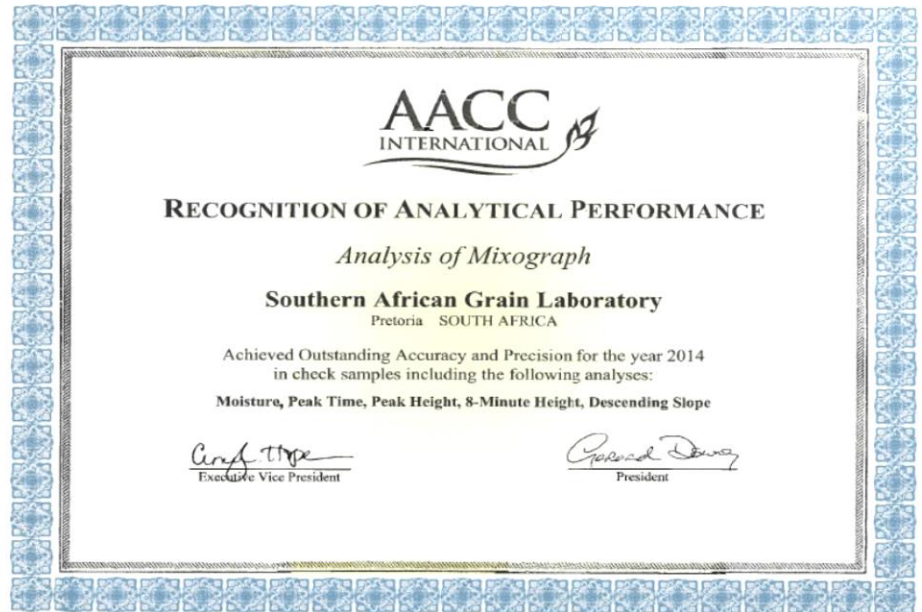 AACC
INTERNATIONAL
RECOGNITION OF ANALYTICAL PERFORMANCE
Analysis of Mixograph
Southern African Grain Laboratory
Pretoria SOUTH AFRICA
Achieved Outstanding Accuracy and Precision for the year 2014
in check samples including the following analyses:
Moisture, Peak Time, Peak Height, 8-Minute Height, Descending Slope
Executive Vice President
President